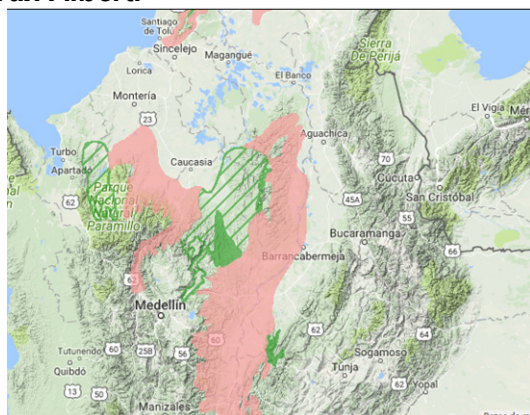 Santiago
de Tolú
Sincelejo
Magangué
Sierra
De Perijá
Lorica
El Banco
Montería
El Vigía
23
Aguachica
Turbo
Apartadó
Caucasia
70
Cúcuta
62
Parque
Nacional
Natural
Paramillo
San Cristóbal
45A
55
Bucaramanga
66
Barrancabermeja
62
Medellín
62
64
Tutunendo
60
25B
56
60
62
Sogamoso
Quibdó
Tunja
Yopal
13
50
Manizales